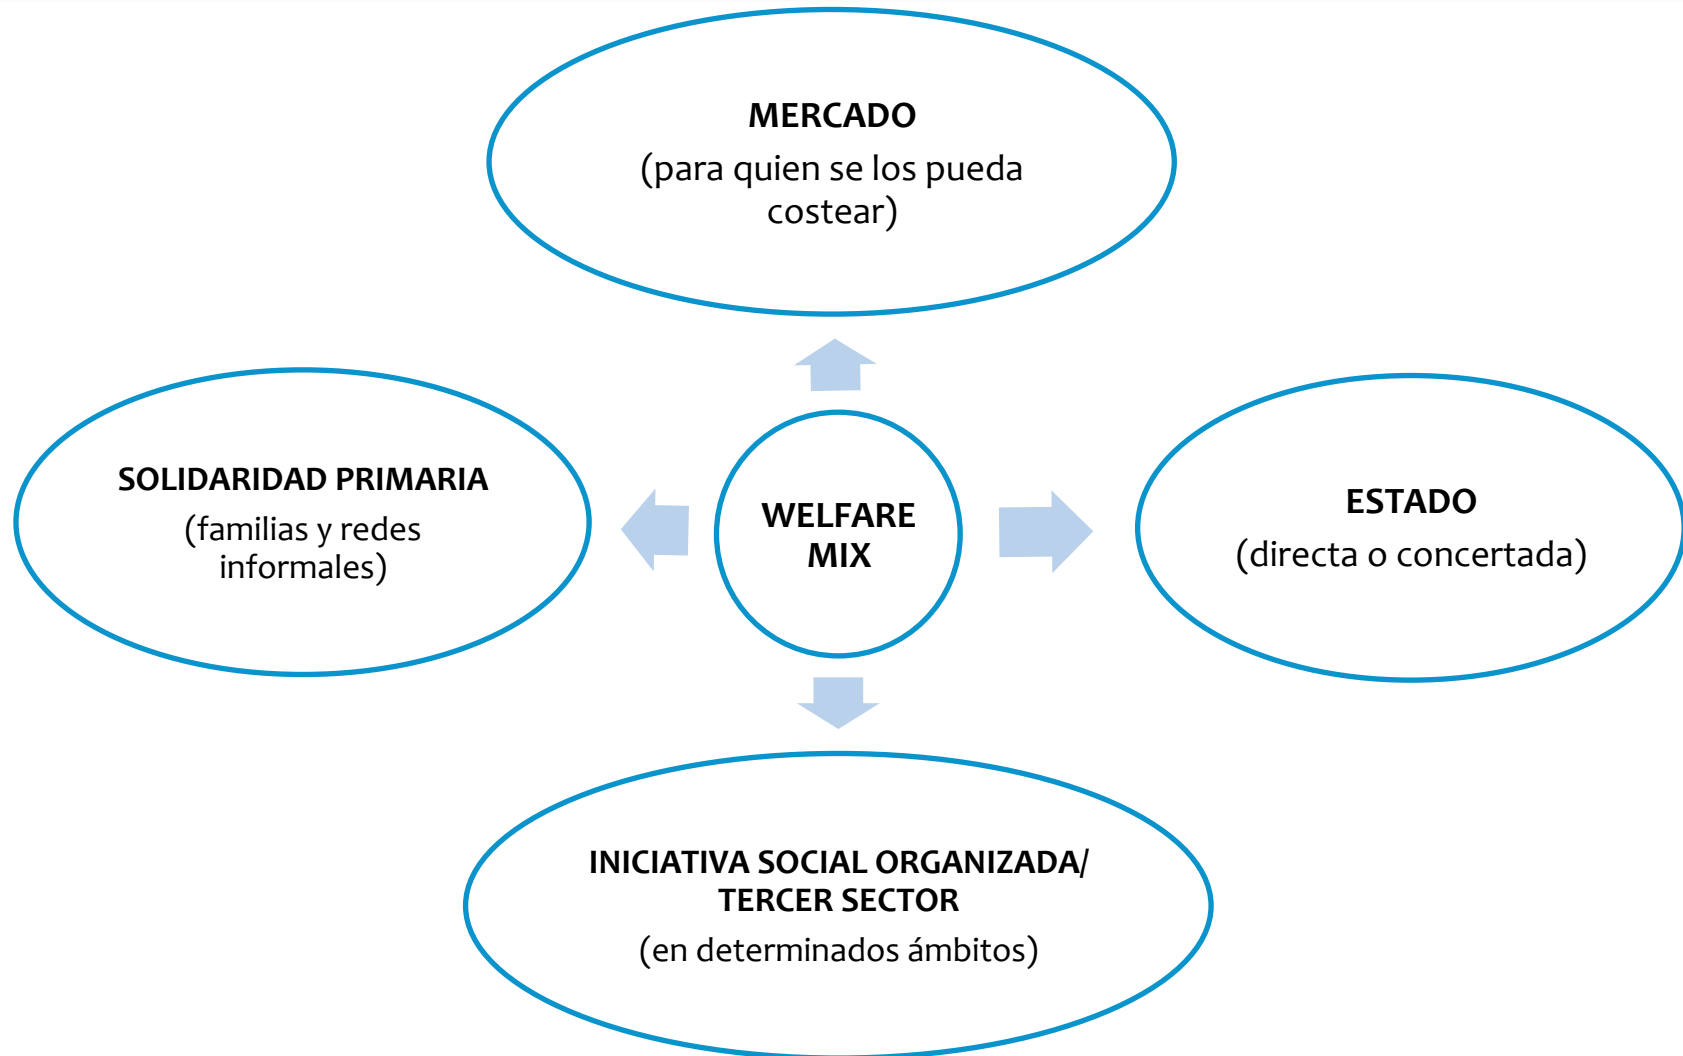 MERCADO
(para quien se los pueda
costear)
SOLIDARIDAD PRIMARIA
(familias y redes
informales)
WELFARE
MIX
ESTADO
(directa o concertada)
INICIATIVA SOCIAL ORGANIZADA/
TERCER SECTOR
(en determinados ámbitos)